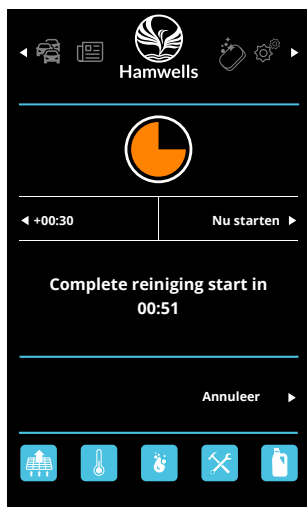 Hamwells
+00:30
Nu starten
Complete reiniging start in
00:51
Annuleer